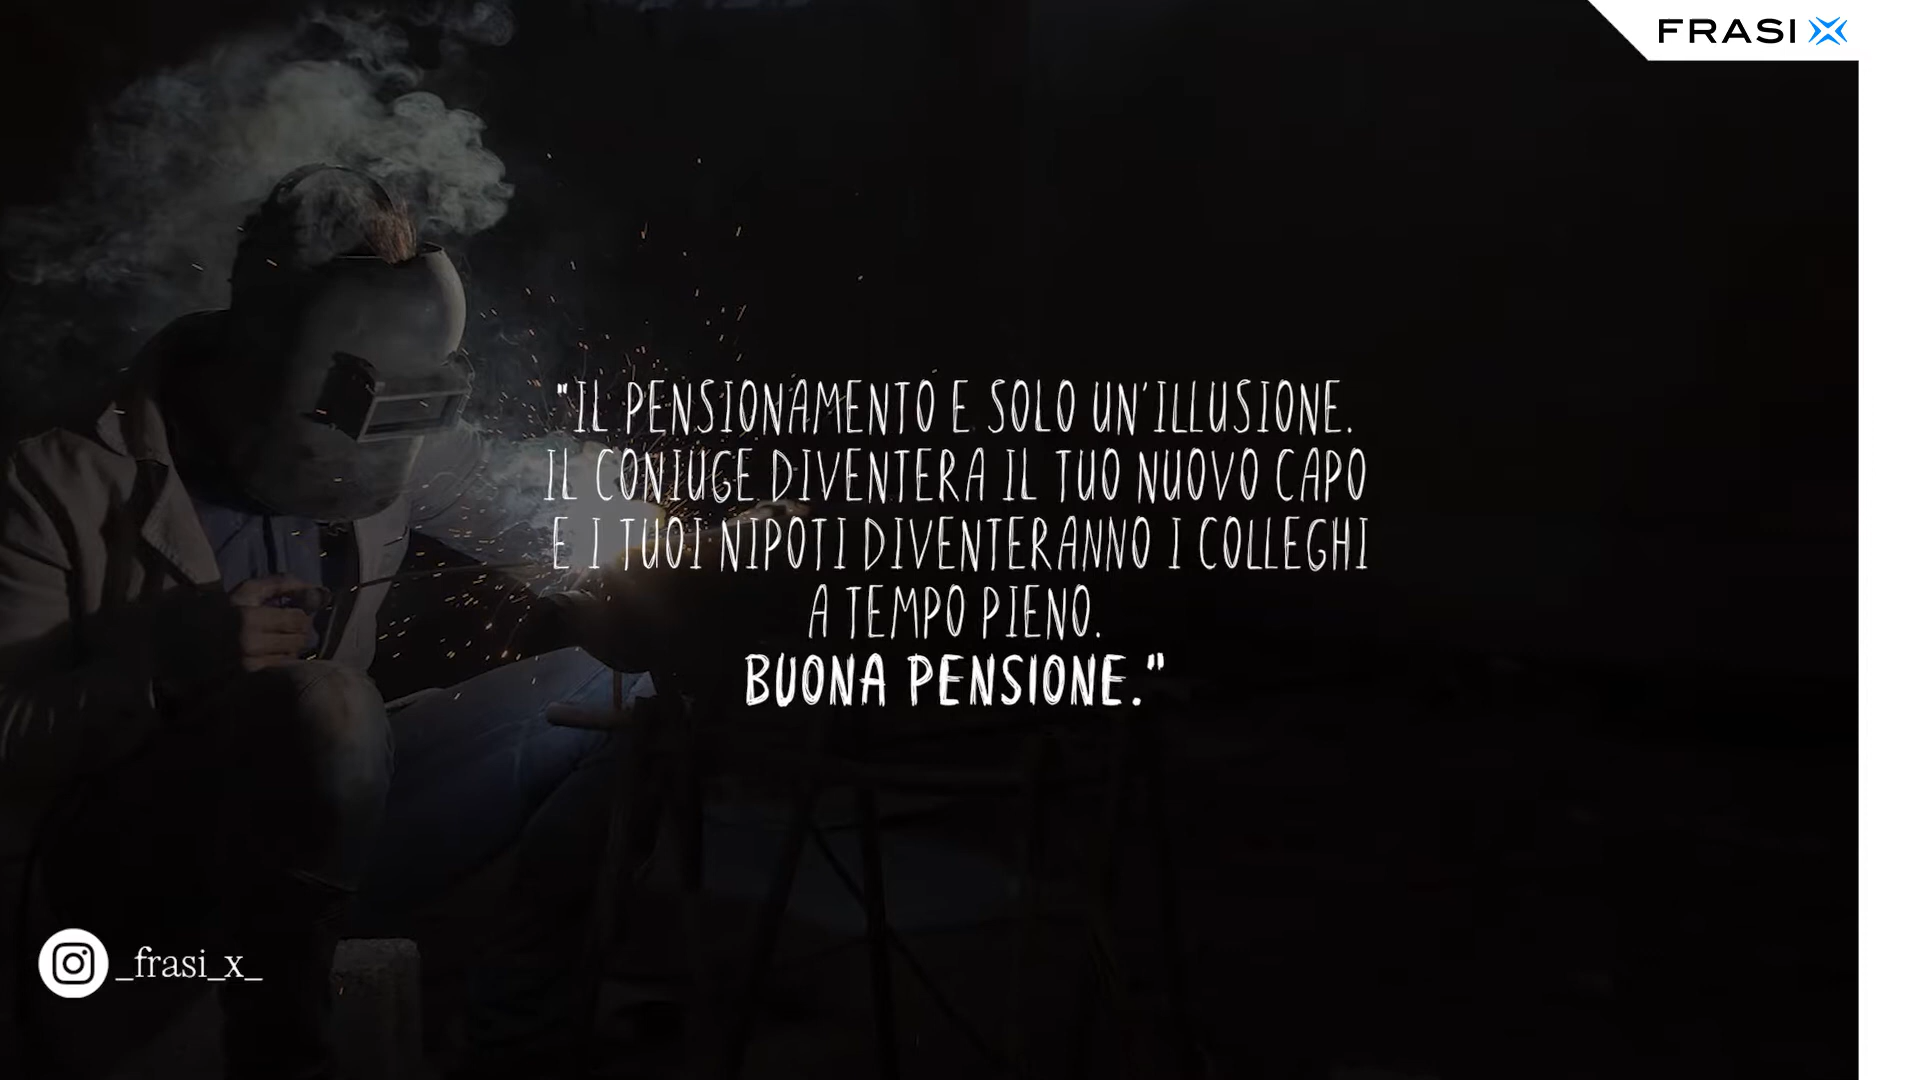 FRASI X
"IL PENSIONAMENTO E SOLO UN'ILLUSIONE.
IL CONIUGE DIVENTERA IL TUO NUOVO CAPO
E I TUOI NIPOTI DIVENTERANNO I COLLEGHI
A TEMPO PIENO.
BUONA PENSIONE."
_frasi_x_